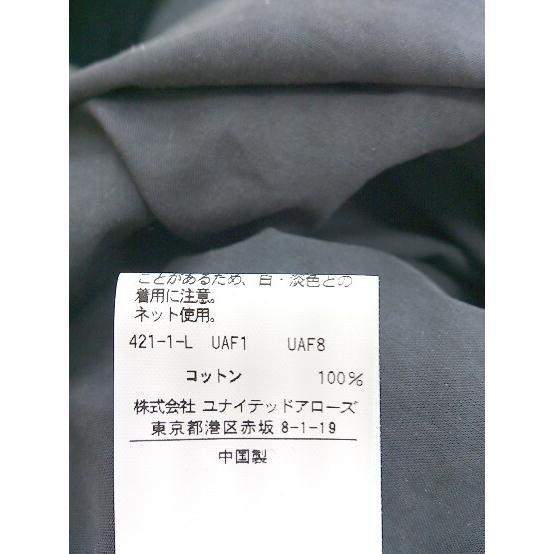 ことがあるため、白・淡色との
着用に注意。
ネット使用。
421-1-L UAF1 UAF8
コットン 100%
株式会社 ユナイテッドアローズ
東京都港区赤坂 8-1-19
中国製